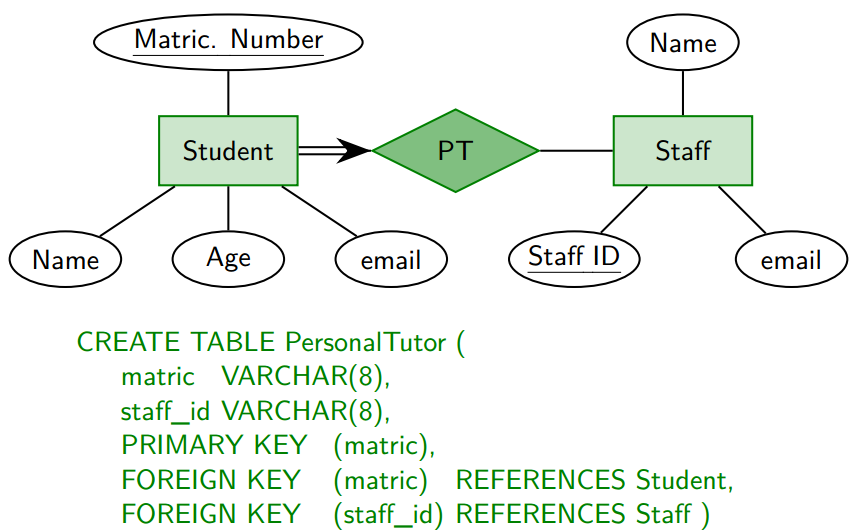 Matric. Number
Name
Student
PT
Staff
Name
Age
email
Staff ID
email
CREATE TABLE PersonalTutor (
matric VARCHAR(8),
staff_id VARCHAR(8),
PRIMARY KEY (matric),
FOREIGN KEY (matric) REFERENCES Student,
FOREIGN KEY (staff_id) REFERENCES Staff )